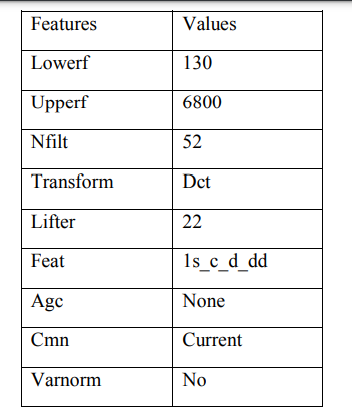 Features Values
Lowerf 130
Upperf 6800
Nfilt 52
Transform Dct
Lifter 22
Feat 1s_c_d_dd
Agc None
Cmn Current
Varnorm No